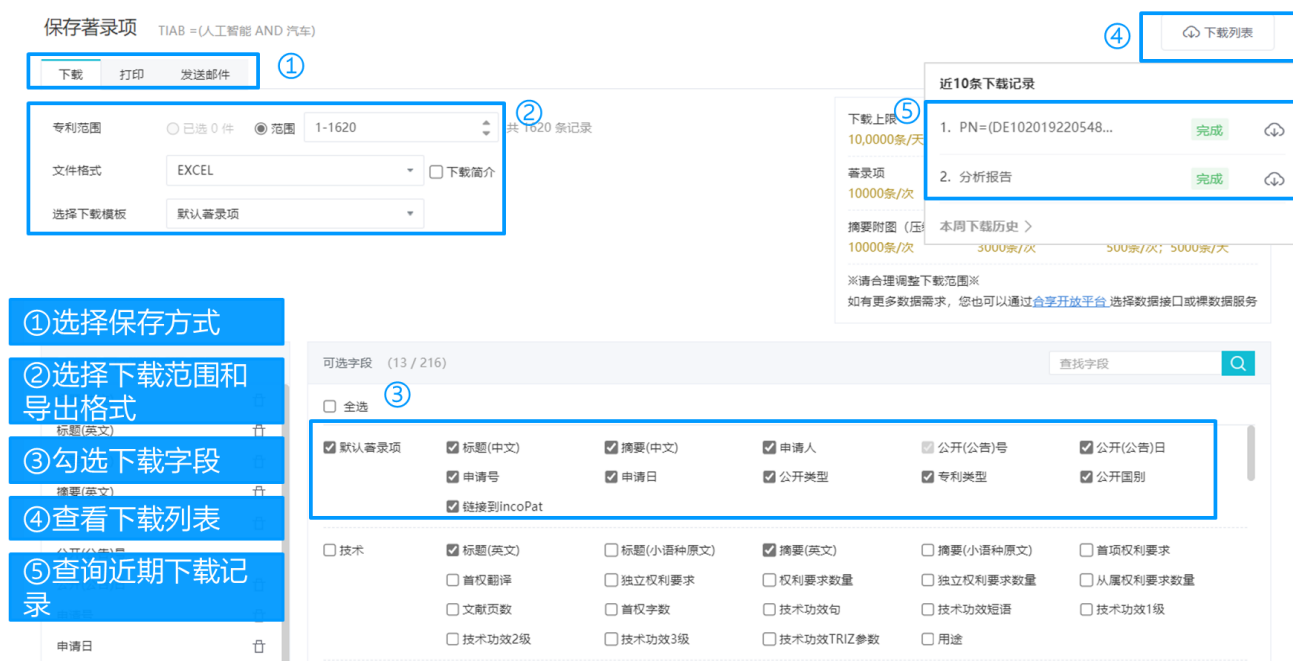 保存著录项 TIAB =(人工智能 AND 汽车)
④ 下载列表
下载 打印 发送邮件 ①
近10条下载记录
②
⑤
专利范围 已选 0 件 范围 1-1620 共 1620 条记录
文件格式 EXCEL 下载简介
选择下载模板 默认著录项
下载上限
10,0000条/天
1. PN=(DE102019220548... 完成
著录项
10000条/次
2. 分析报告 完成
摘要附图（压
本周下载历史 >
10000条/次 3000条/次 500条/次; 5000条/天
※请合理调整下载范围※
如有更多数据需求，您也可以通过合享开放平台 选择数据接口或裸数据服务
①选择保存方式
②选择下载范围和
导出格式
标题(英文)
③勾选下载字段
摘要(英文)
④查看下载列表
公开(公告)号
⑤查询近期下载记
录
申请日
可选字段 (13 / 216) 查找字段
③
全选
默认著录项 标题(中文) 摘要(中文) 申请人 公开(公告)号 公开(公告)日
申请号 申请日 公开类型 专利类型 公开国别
链接到incoPat
技术 标题(英文) 标题(小语种原文) 摘要(英文) 摘要(小语种原文) 首项权利要求
首权翻译 独立权利要求 权利要求数量 独立权利要求数量 从属权利要求数量
文献页数 首权字数 技术功效句 技术功效短语 技术功效1级
技术功效2级 技术功效3级 技术功效TRIZ参数 用途